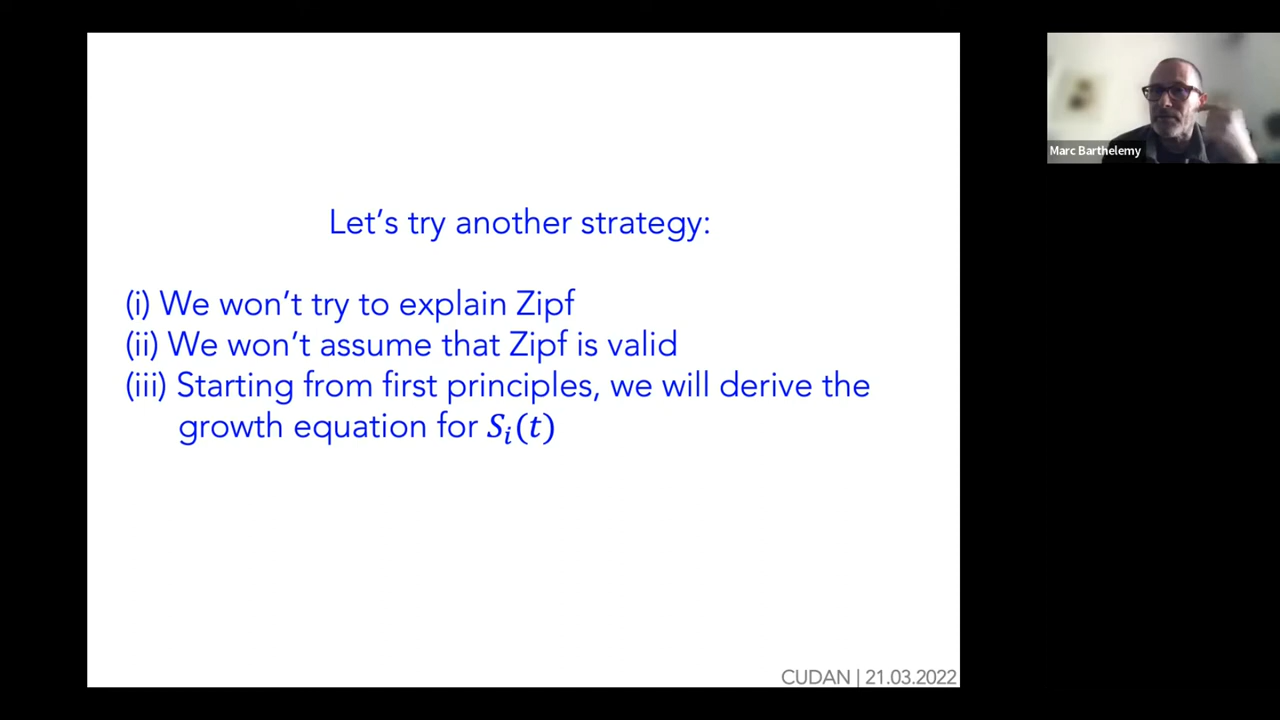 Marc Barthelemy
Let's try another strategy:
(i) We won't try to explain Zipf
(ii) We won't assume that Zipf is valid
(iii) Starting from first principles, we will derive the
growth equation for Sᵢ(t)
CUDAN | 21.03.2022